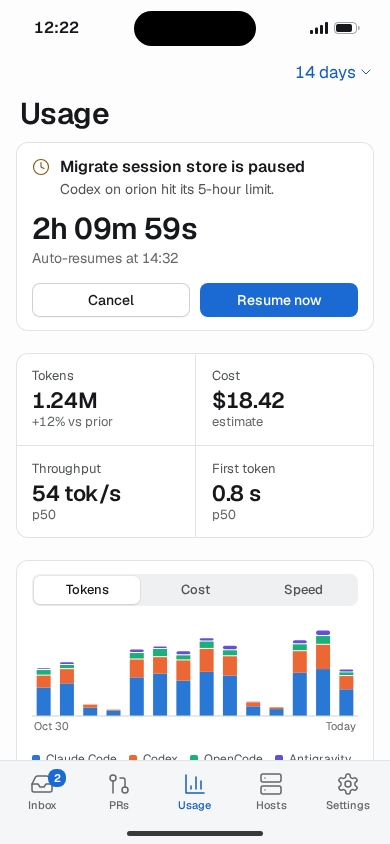 12:22
14 days
Usage
Migrate session store is paused
Codex on orion hit its 5-hour limit.
2h 09m 59s
Auto-resumes at 14:32
Cancel
Resume now
Tokens
1.24M
+12% vs prior
Cost
$18.42
estimate
Throughput
54 tok/s
p50
First token
0.8 s
p50
Tokens
Cost
Speed
Oct 30
Today
Claude Code
Codex
OpenCode
Antigravity
2
Inbox
PRs
Usage
Hosts
Settings